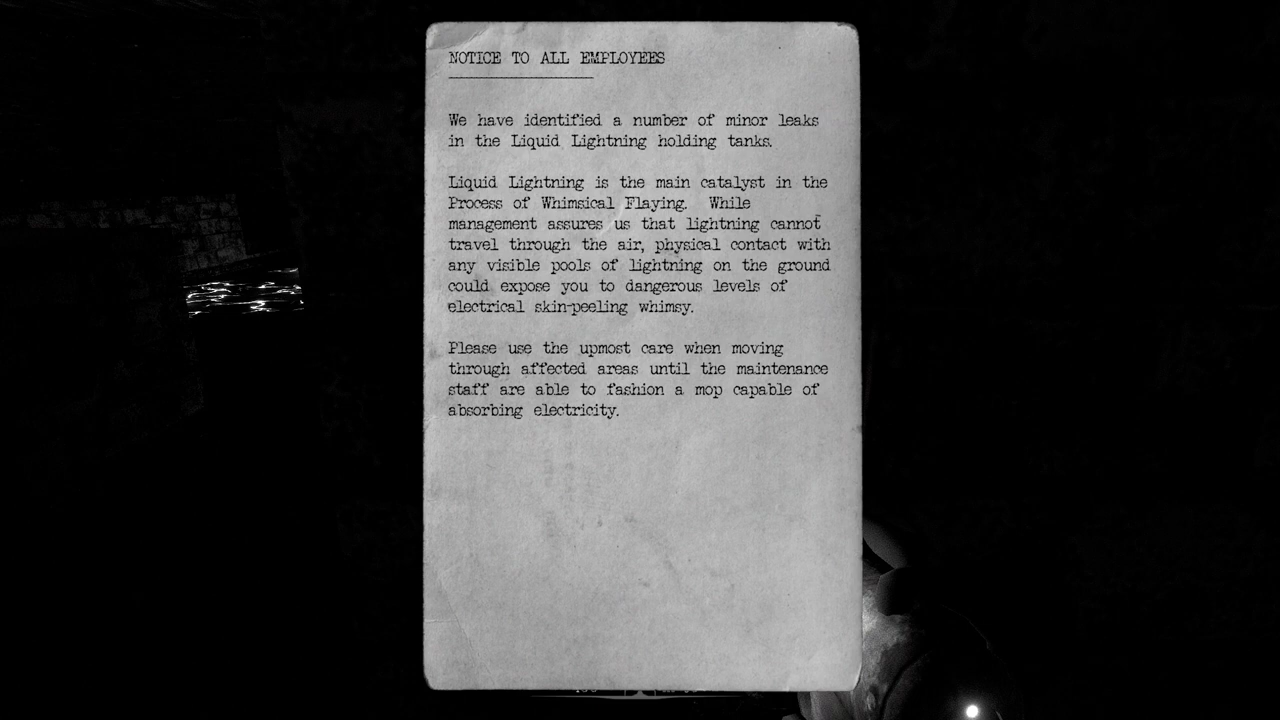 NOTICE TO ALL EMPLOYEES
We have identified a number of minor leaks
in the Liquid Lightning holding tanks.
Liquid Lightning is the main catalyst in the
Process of Whimsical Flaying. While
management assures us that lightning cannot
travel through the air, physical contact with
any visible pools of lightning on the ground
could expose you to dangerous levels of
electrical skin-peeling whimsy.
Please use the upmost care when moving
through affected areas until the maintenance
staff are able to fashion a mop capable of
absorbing electricity.